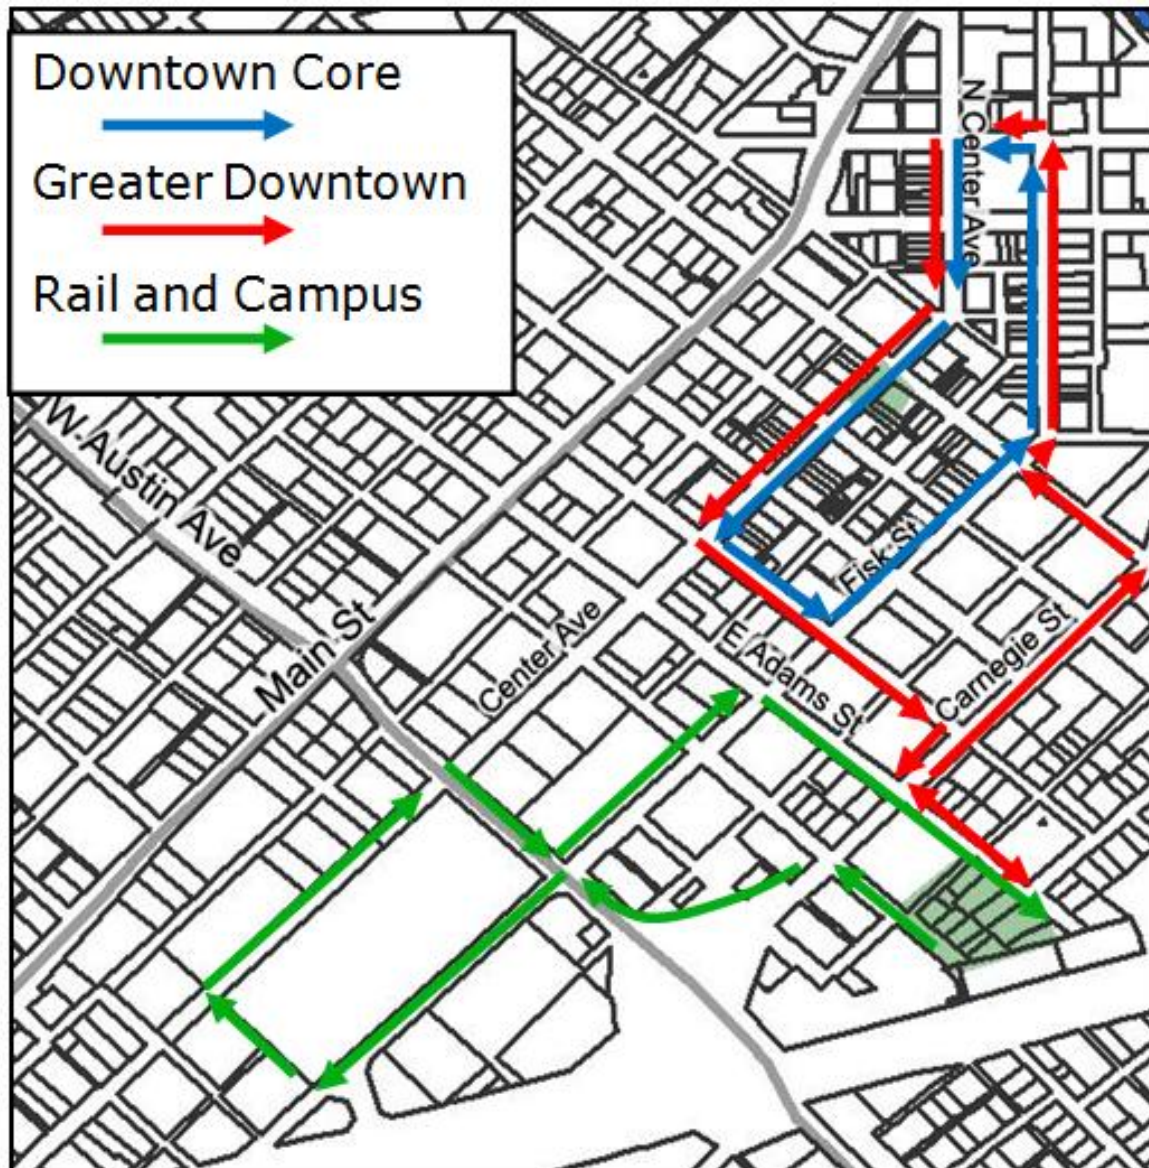 Downtown Core
Greater Downtown
Rail and Campus
N Center Ave
W Austin Ave
Main St
Center Ave
Fisk St
E Adams St
Carnegie St